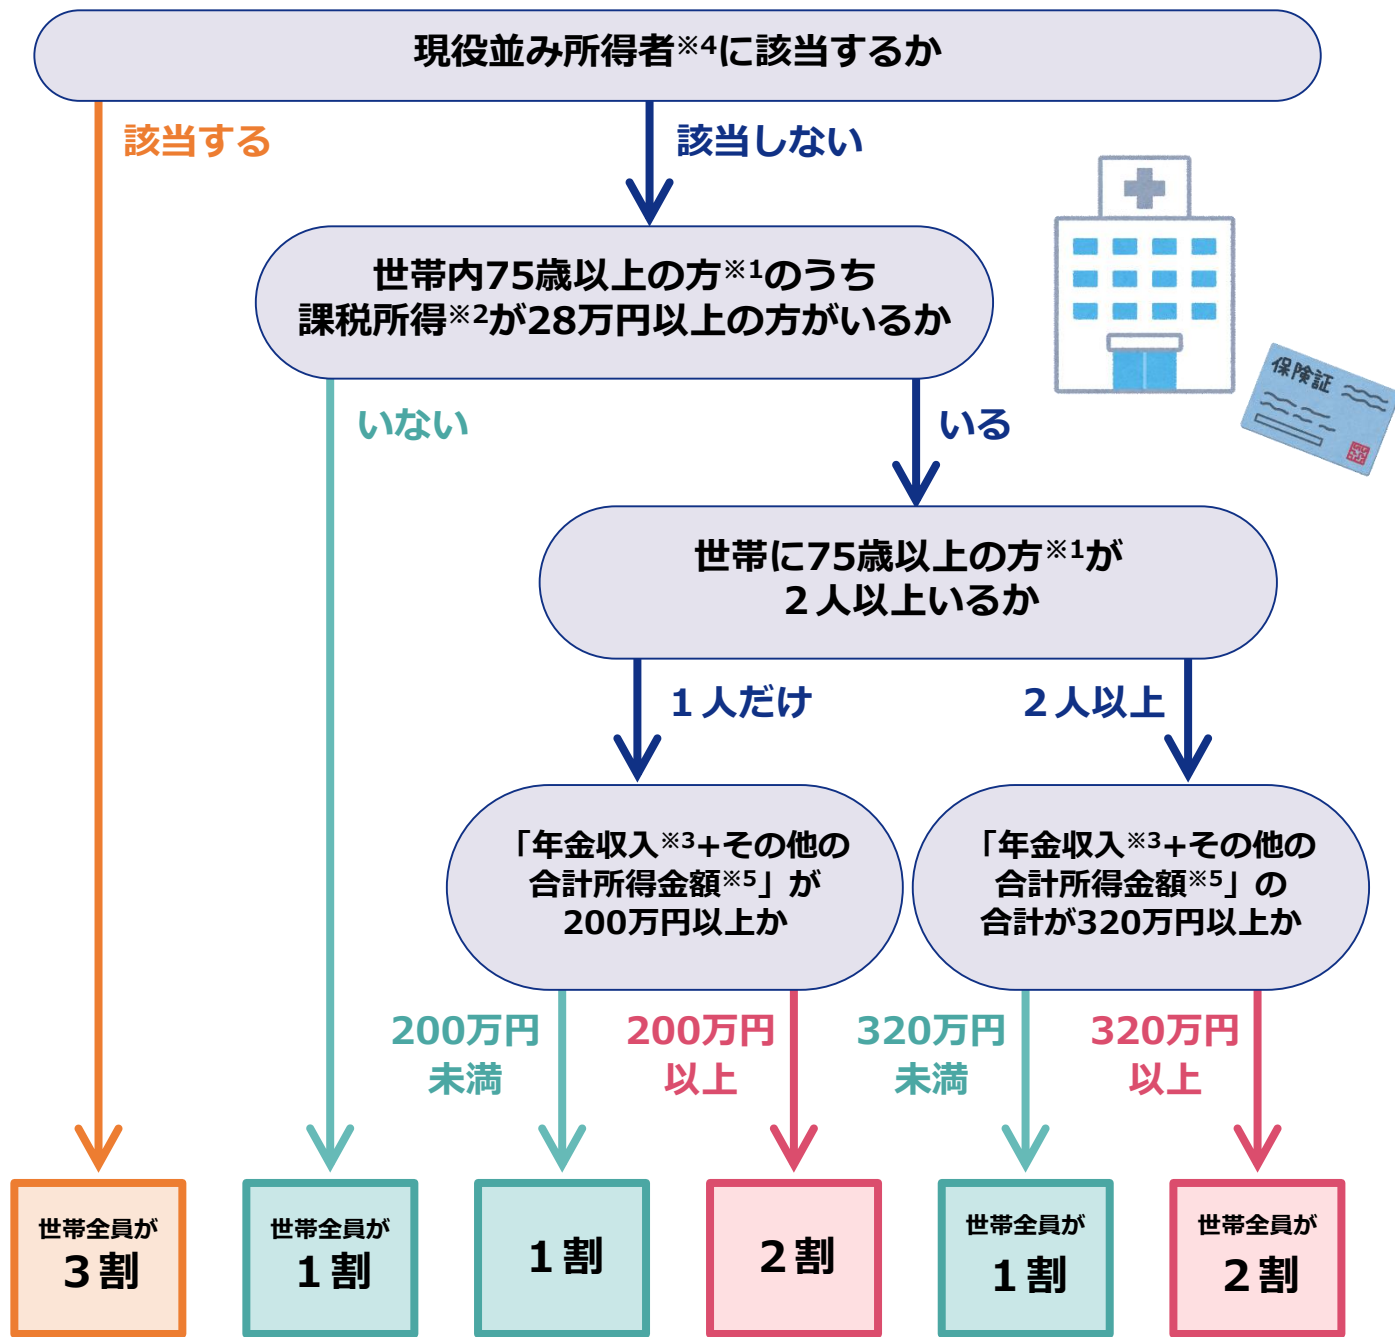 現役並み所得者※4に該当するか
該当する
該当しない
世帯内75歳以上の方※1のうち
課税所得※2が28万円以上の方がいるか
保険証
いない
いる
世帯に75歳以上の方※1が
２人以上いるか
１人だけ
２人以上
「年金収入※3+その他の
合計所得金額※5」が
200万円以上か
「年金収入※3+その他の
合計所得金額※5」の
合計が320万円以上か
200万円
未満
200万円
以上
320万円
未満
320万円
以上
世帯全員が
３割
世帯全員が
１割
１割
２割
世帯全員が
１割
世帯全員が
２割